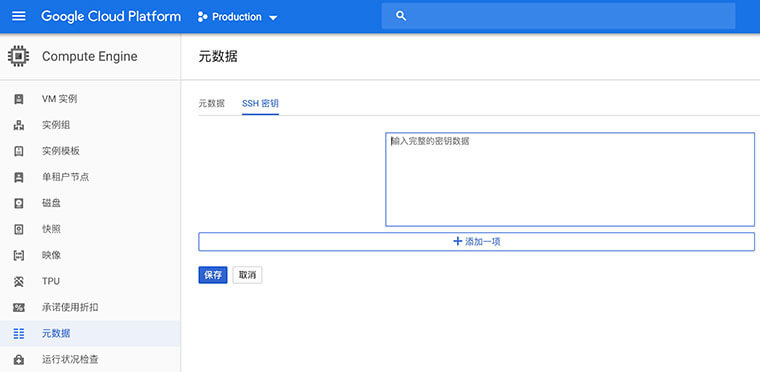 Google Cloud Platform
Production
Compute Engine
元数据
VM 实例
实例组
实例模板
单租户节点
磁盘
快照
映像
TPU
承诺使用折扣
元数据
运行状况检查
元数据
SSH 密钥
输入完整的密钥数据
添加一项
保存
取消